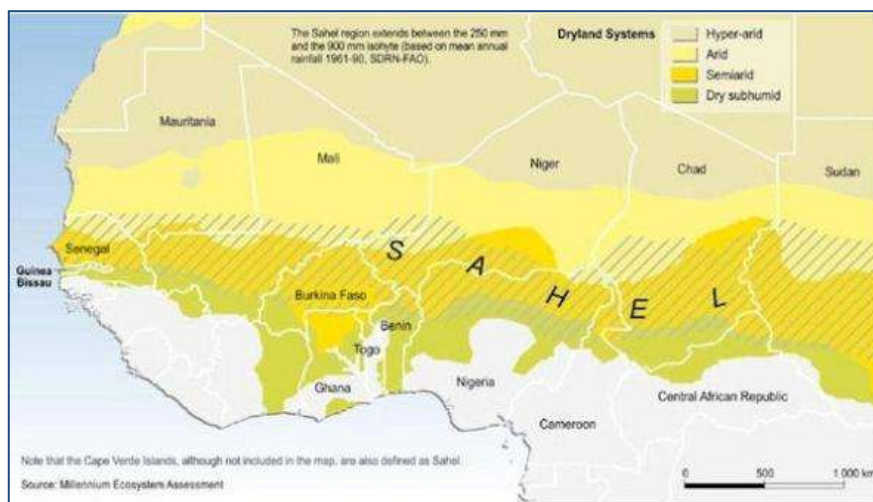 The Sahel region extends between the 250 mm
and the 900 mm isohyte (based on mean annual
rainfall 1961-90, SDRN-FAO).
Dryland Systems
Hyper-arid
Arid
Semiarid
Dry subhumid
Mauritania
Mali
Niger
Chad
Sudan
Senegal
Guinea
Bissau
Burkina Faso
Benin
Togo
Ghana
Nigeria
Cameroon
Central African Republic
S A H E L
Note that the Cape Verde Islands, although not included in the map, are also defined as Sahel.
Source: Millennium Ecosystem Assessment
0 500 1 000 km